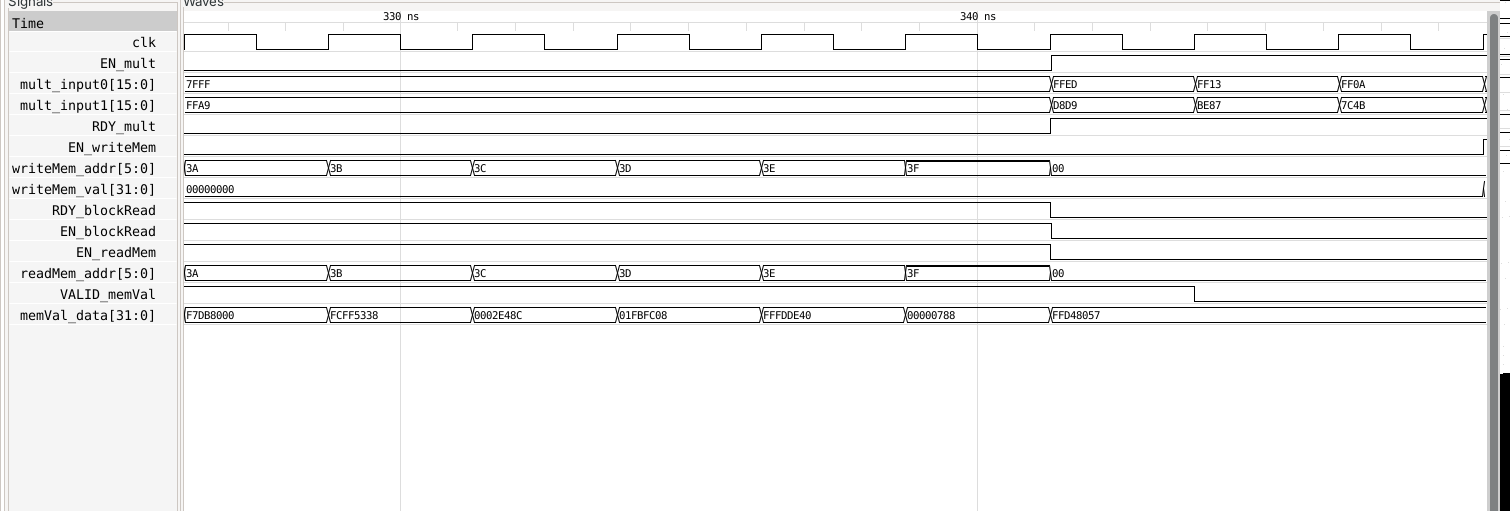 Signals Waves
Time 330 ns 340 ns
clk
EN_mult
mult_input0[15:0] 7FFF FFED FF13 FF0A
mult_input1[15:0] FFA9 D8D9 BE87 7C4B
RDY_mult
EN_writeMem
writeMem_addr[5:0] 3A 3B 3C 3D 3E 3F 00
writeMem_val[31:0] 00000000
RDY_blockRead
EN_blockRead
EN_readMem
readMem_addr[5:0] 3A 3B 3C 3D 3E 3F 00
VALID_memVal
memVal_data[31:0] F7DB8000 FCFF5338 0002E48C 01FBFC08 FFFDDE40 00000788 FFD48057